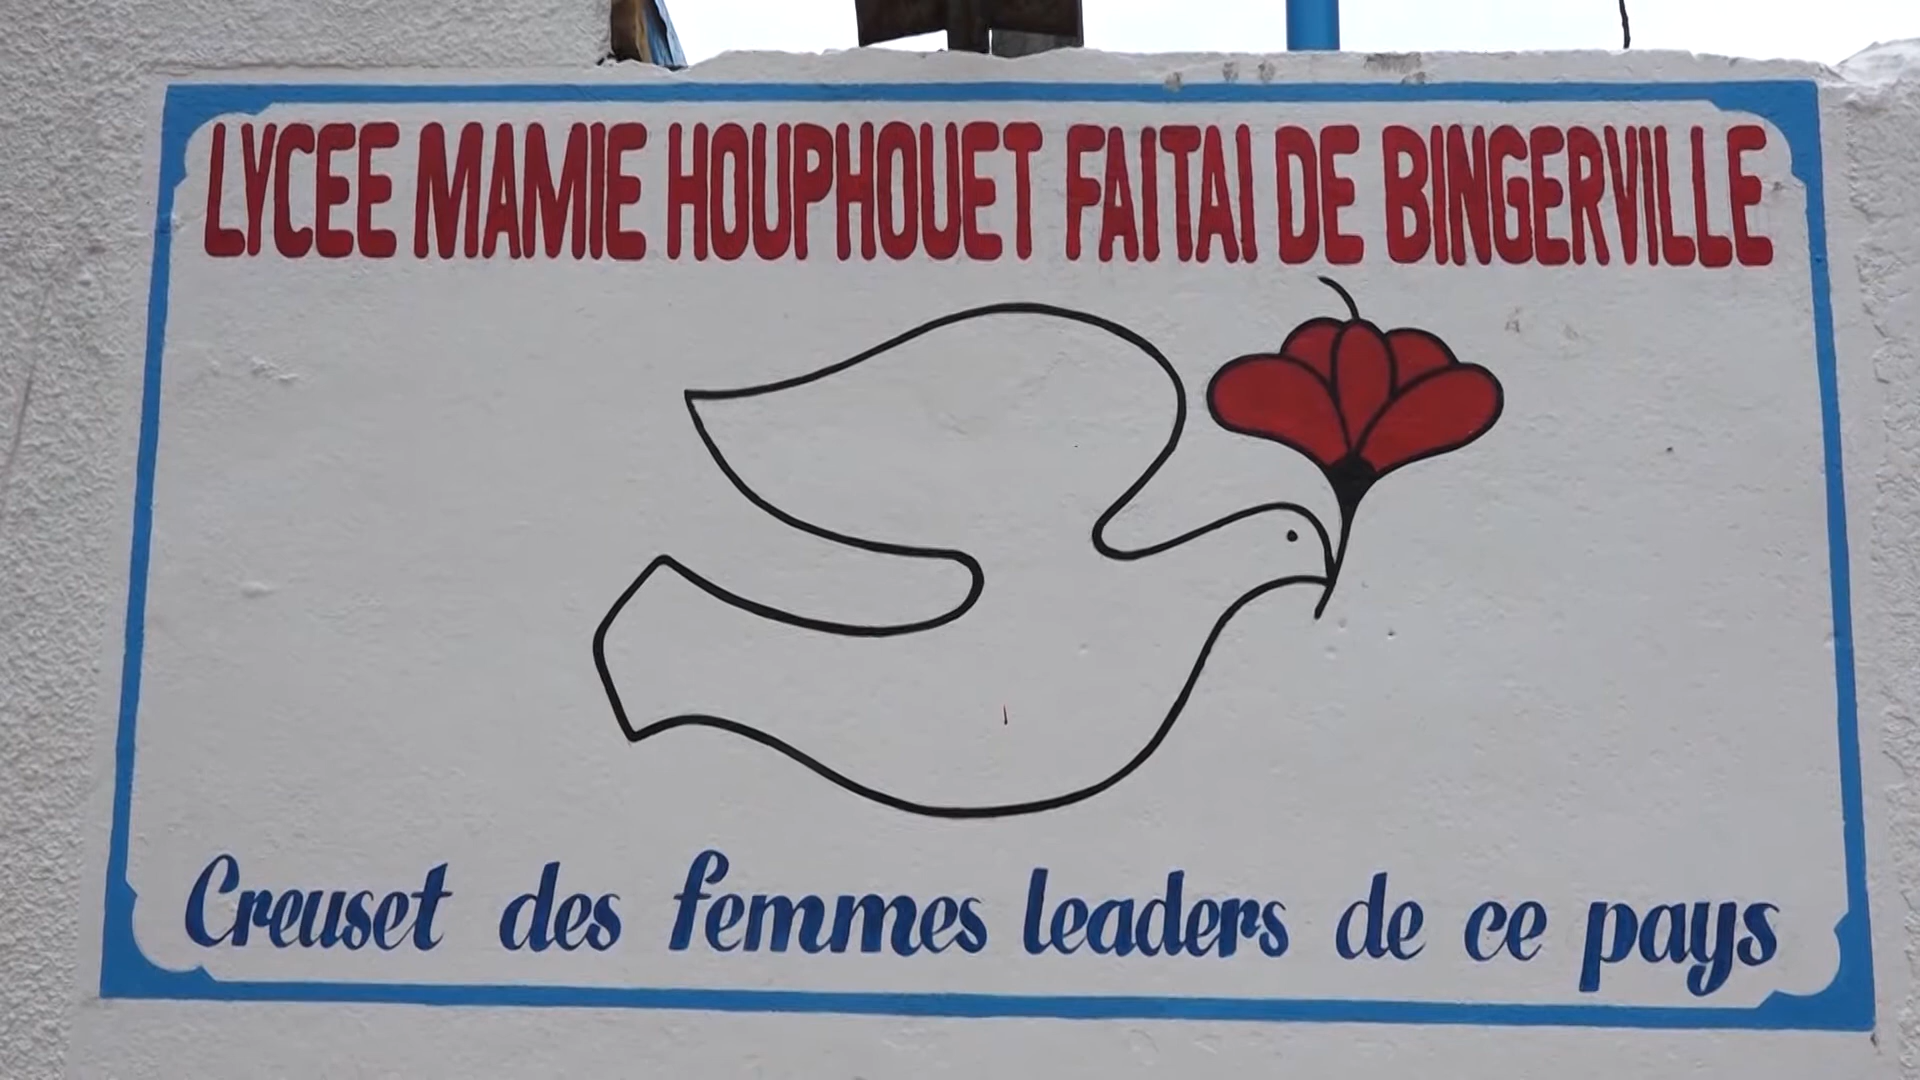 LYCEE MAMIE HOUPHOUET FAITAI DE BINGERVILLE
Creuset des femmes leaders de ce pays